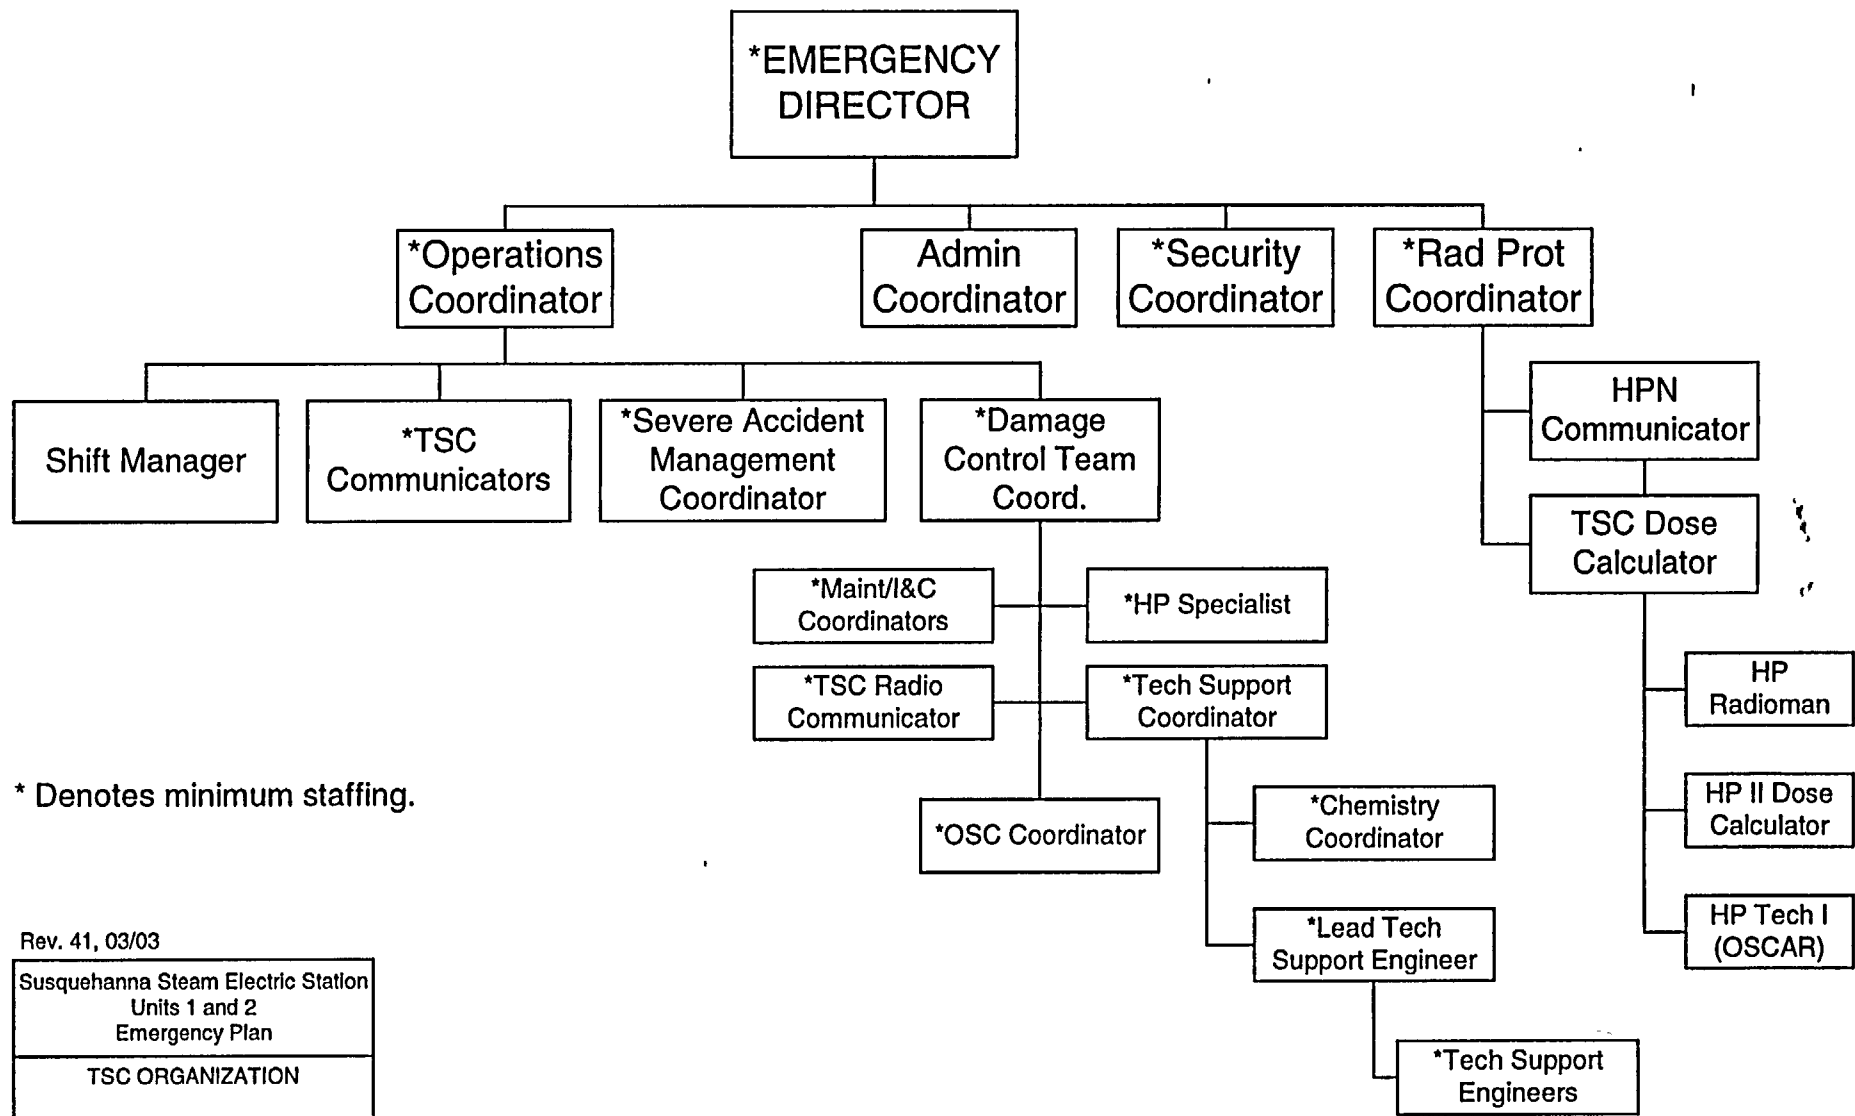 *EMERGENCY
DIRECTOR
*Operations
Coordinator
Admin
Coordinator
*Security
Coordinator
*Rad Prot
Coordinator
HPN
Communicator
TSC Dose
Calculator
Shift Manager
*TSC
Communicators
*Severe Accident
Management
Coordinator
*Damage
Control Team
Coord.
*Maint/I&C
Coordinators
*HP Specialist
*TSC Radio
Communicator
*Tech Support
Coordinator
HP
Radioman
HP II Dose
Calculator
HP Tech I
(OSCAR)
*OSC Coordinator
*Chemistry
Coordinator
*Lead Tech
Support Engineer
*Tech Support
Engineers
* Denotes minimum staffing.
Rev. 41, 03/03
Susquehanna Steam Electric Station
Units 1 and 2
Emergency Plan
TSC ORGANIZATION